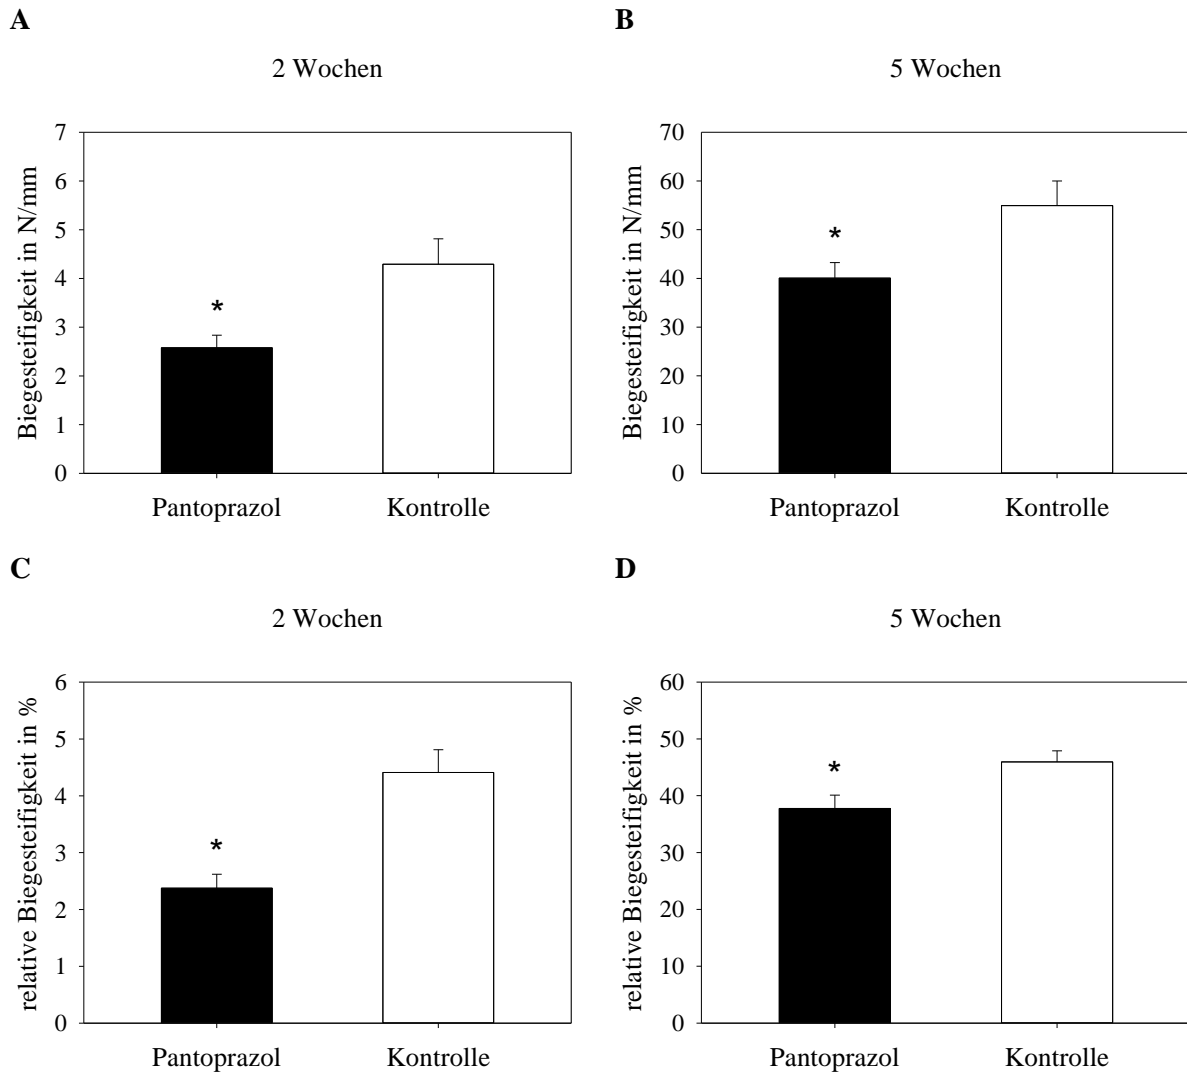 A
2 Wochen
Biegesteifigkeit in N/mm
7
6
5
4
3
2
1
0
*
Pantoprazol Kontrolle
B
5 Wochen
Biegesteifigkeit in N/mm
70
60
50
40
30
20
10
0
*
Pantoprazol Kontrolle
C
2 Wochen
relative Biegesteifigkeit in %
6
5
4
3
2
1
0
*
Pantoprazol Kontrolle
D
5 Wochen
relative Biegesteifigkeit in %
60
50
40
30
20
10
0
*
Pantoprazol Kontrolle